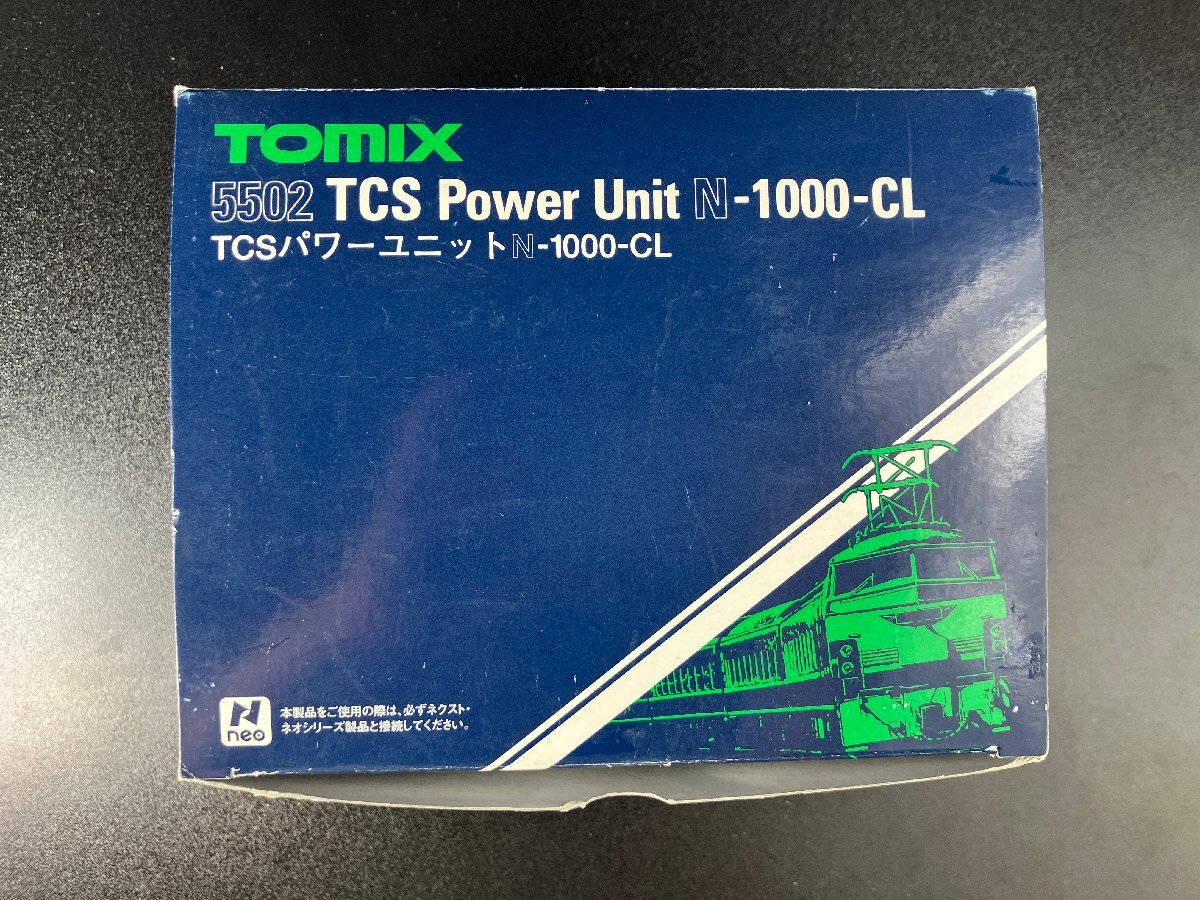 TOMIX
5502 TCS Power Unit N-1000-CL
TCSパワーユニットN-1000-CL
neo
本製品をご使用の際は、必ずネクスト・
ネオシリーズ製品と接続してください。